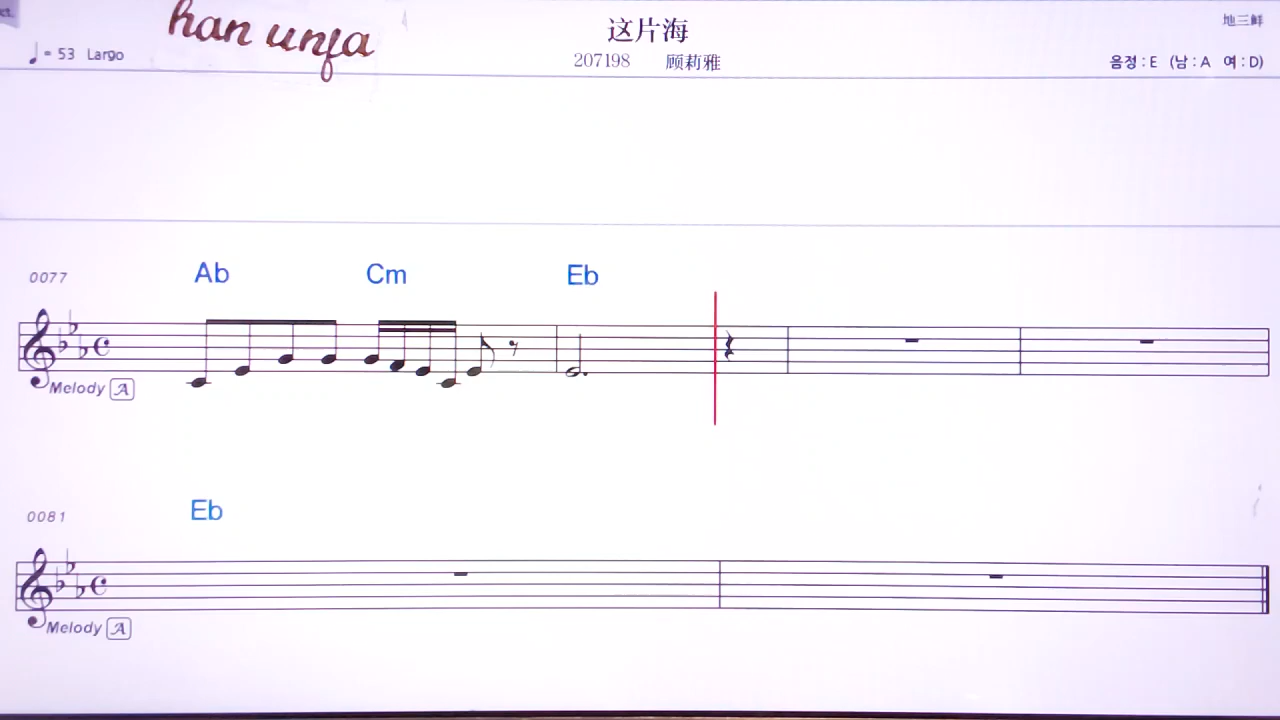 han unja
这片海
地三鲜
♩ = 53 Largo
207198 顾莉雅
음정 : E (남 : A 여 : D)
0077
Ab Cm Eb
Melody A
0081
Eb
Melody A